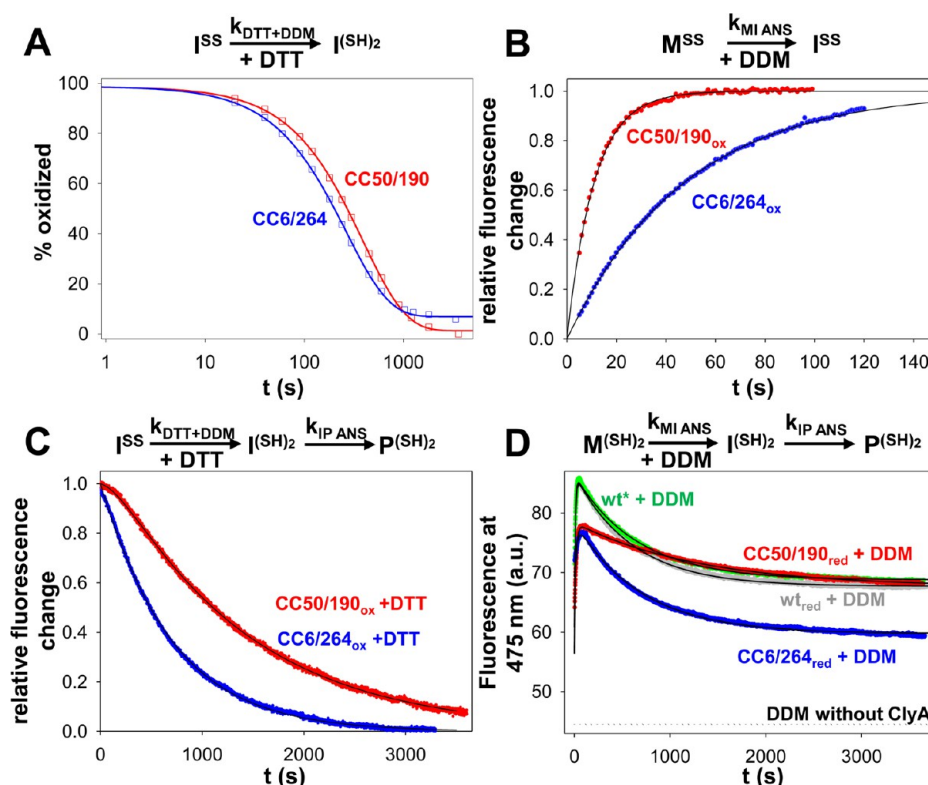 A
I^SS k_DTT+DDM + DTT I^(SH)2
% oxidized
100
80
60
40
20
0
CC50/190
CC6/264
1 10 100 1000
t (s)
B
M^SS k_MI ANS + DDM I^SS
relative fluorescence change
1.0
0.8
0.6
0.4
0.2
0.0
CC50/190ox
CC6/264ox
0 20 40 60 80 100 120 140
t (s)
C
I^SS k_DTT+DDM + DTT I^(SH)2 k_IP ANS P^(SH)2
relative fluorescence change
1.0
0.8
0.6
0.4
0.2
0.0
CC50/190ox +DTT
CC6/264ox +DTT
0 1000 2000 3000
t (s)
D
M^(SH)2 k_MI ANS + DDM I^(SH)2 k_IP ANS P^(SH)2
Fluorescence at 475 nm (a.u.)
80
70
60
50
wt* + DDM
CC50/190red + DDM
wtred + DDM
CC6/264red + DDM
DDM without ClyA
0 1000 2000 3000
t (s)